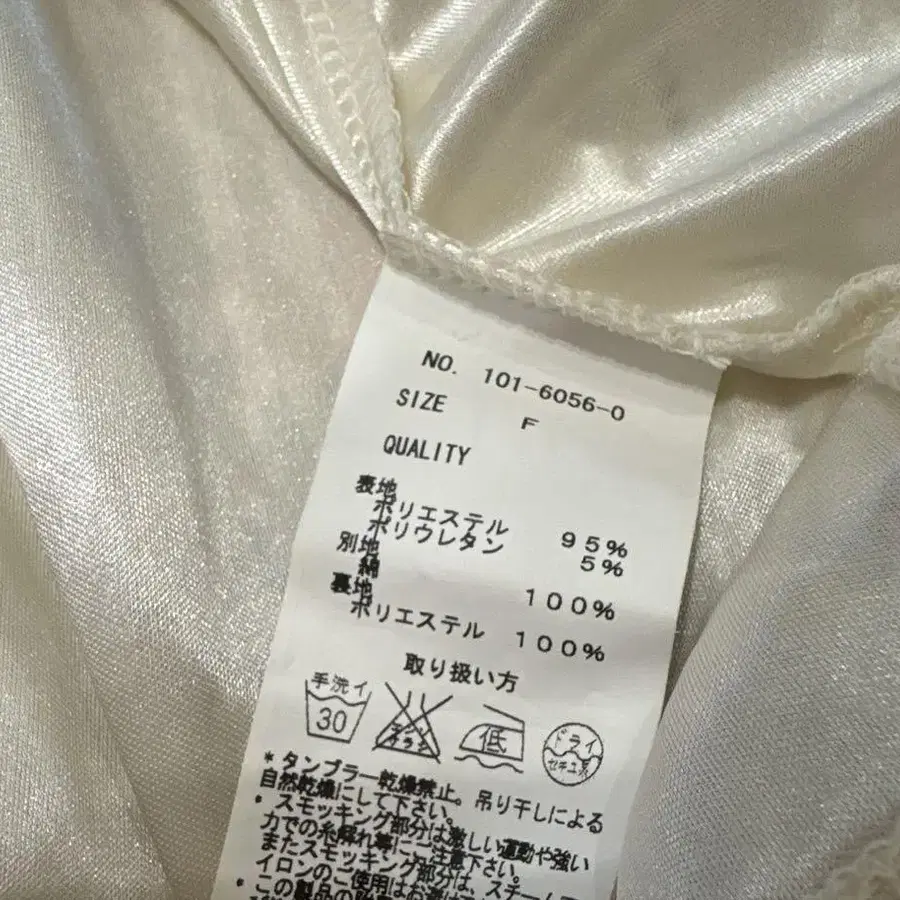 NO. 101-6056-0
SIZE F
QUALITY
表地
ポリエステル 95%
ポリウレタン 5%
別地
綿 100%
裏地
ポリエステル 100%
取り扱い方
手洗イ
30
低
ドライ
セキユ系
*タンブラー乾燥禁止。吊り干しによる
自然乾燥にして下さい。
・スモッキング部分は激しい運動や強い
力での糸解れ等にご注意下さい。
またスモッキング部分は、スチーム
イロンのご使用はお避け
・この製品の